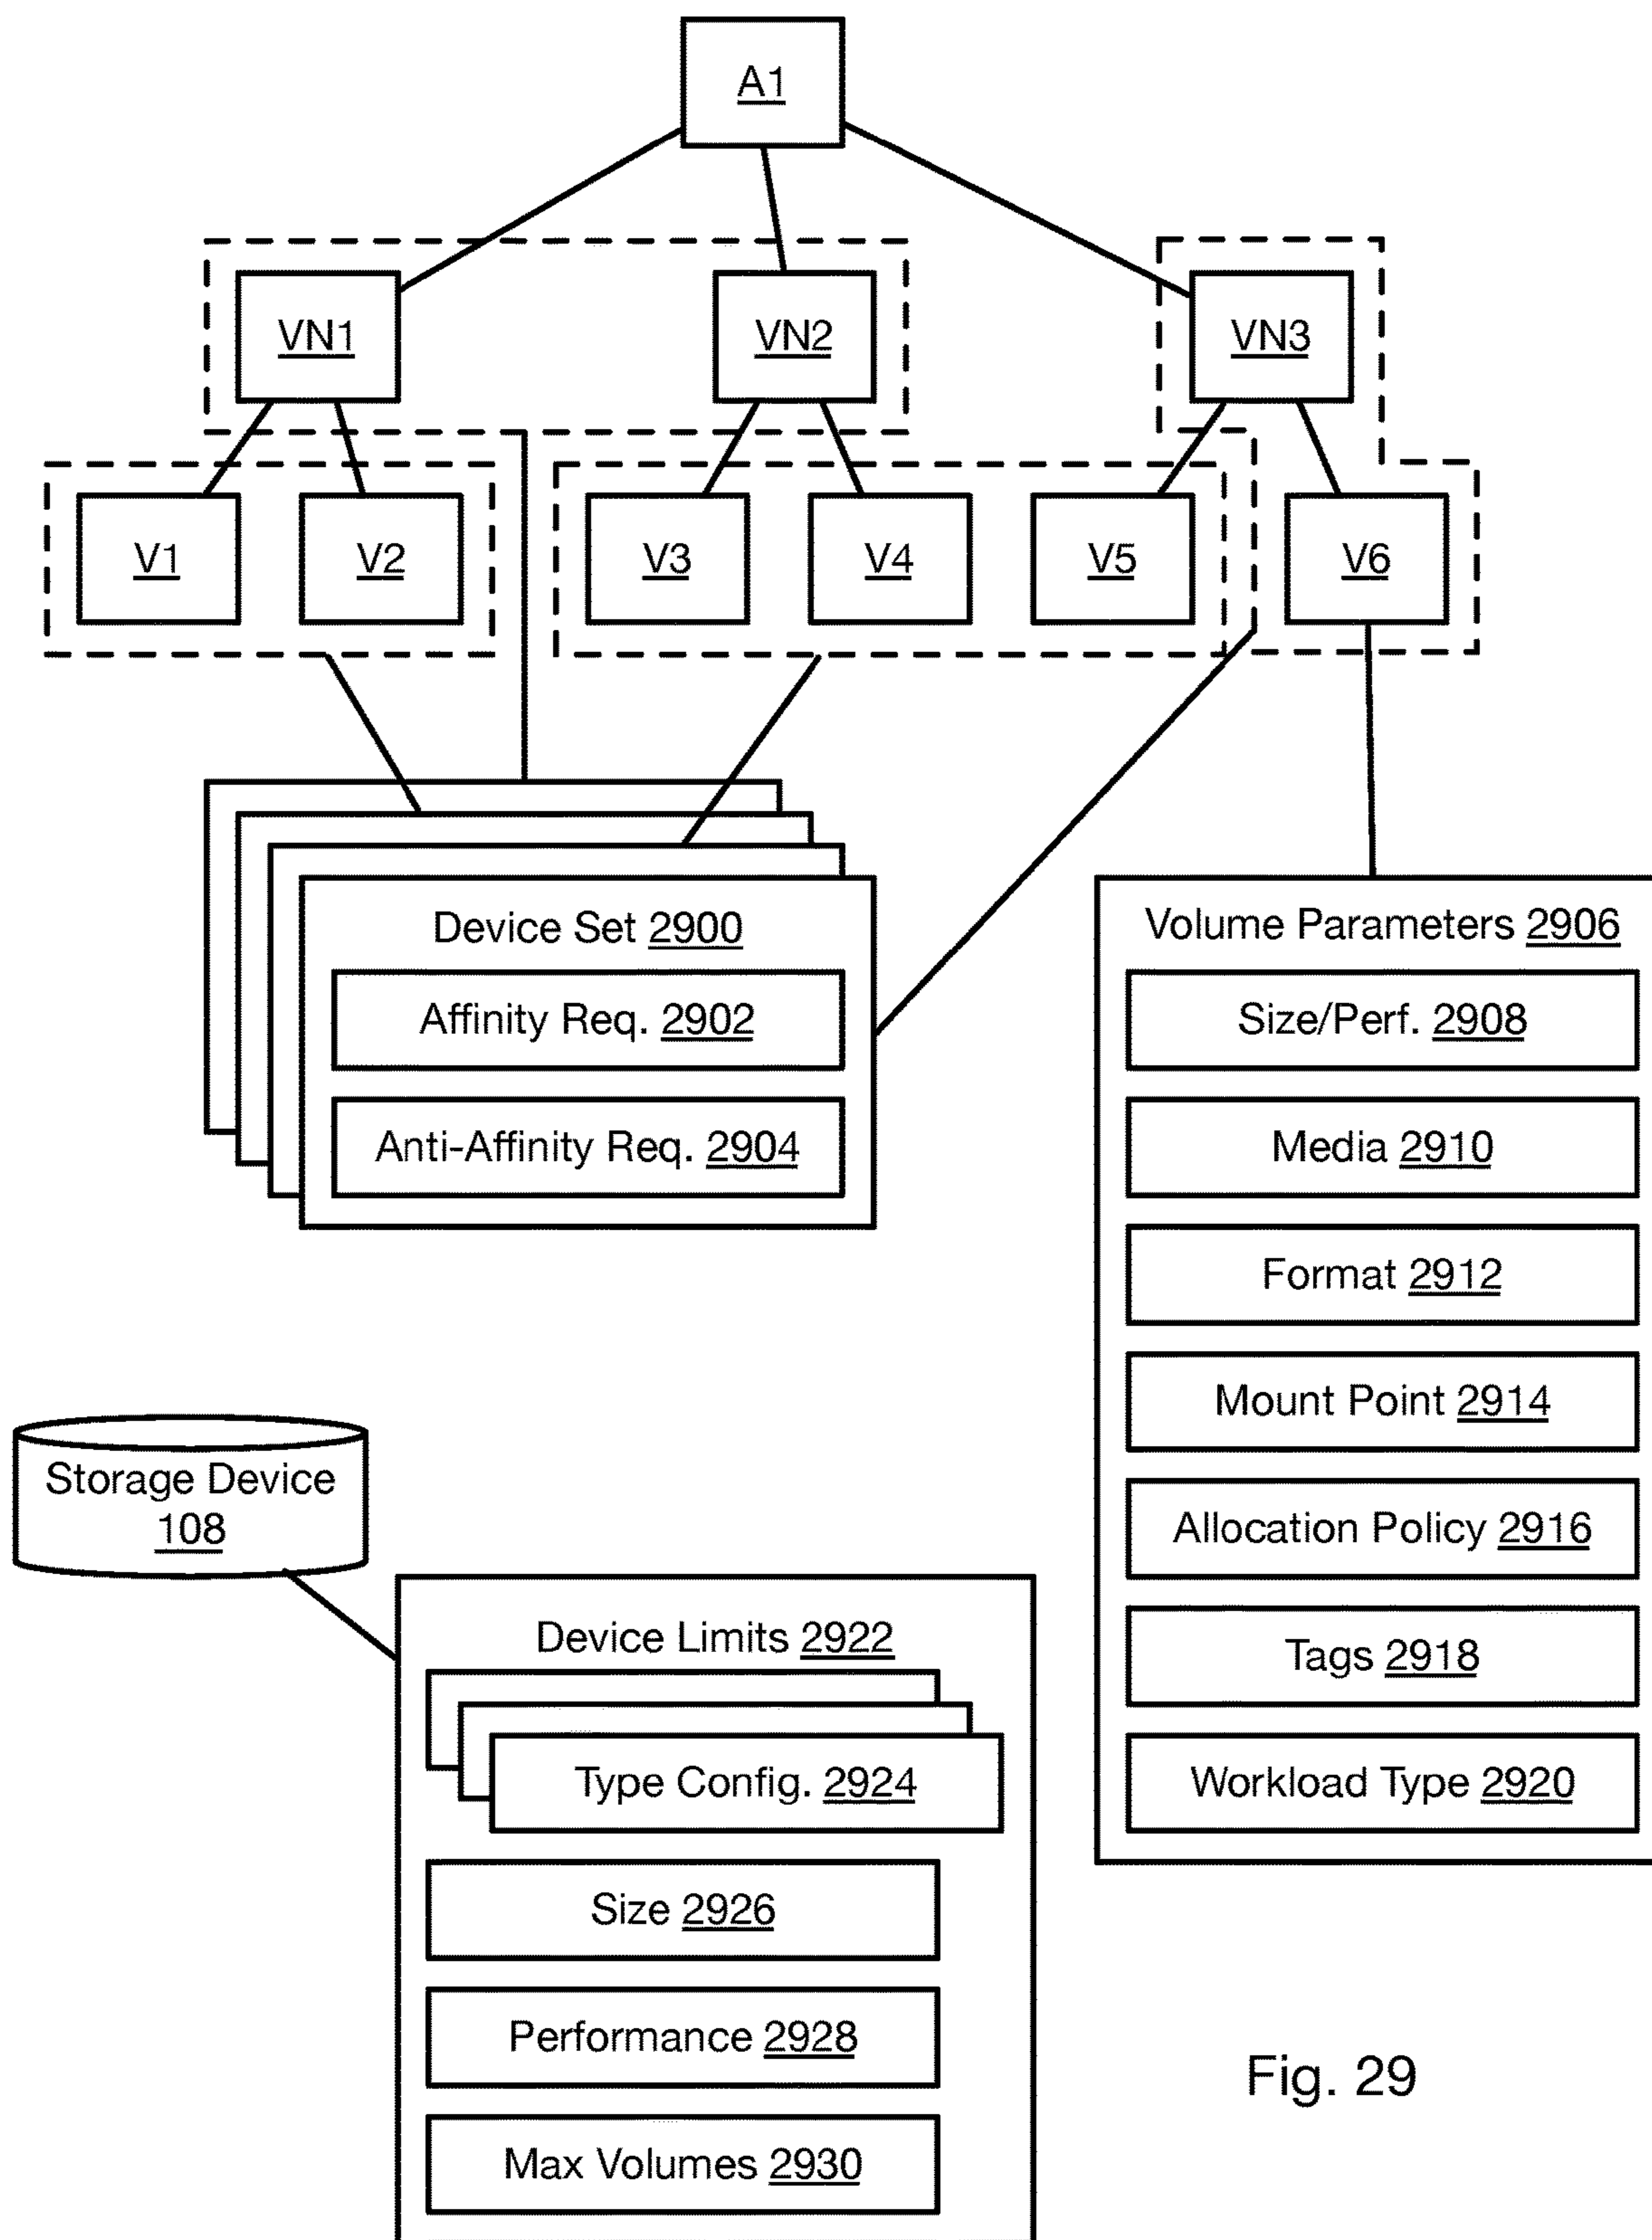 A1
VN1 VN2 VN3
V1 V2 V3 V4 V5 V6
Device Set 2900
Affinity Req. 2902
Anti-Affinity Req. 2904
Volume Parameters 2906
Size/Perf. 2908
Media 2910
Format 2912
Mount Point 2914
Allocation Policy 2916
Tags 2918
Workload Type 2920
Storage Device
108
Device Limits 2922
Type Config. 2924
Size 2926
Performance 2928
Max Volumes 2930
Fig. 29